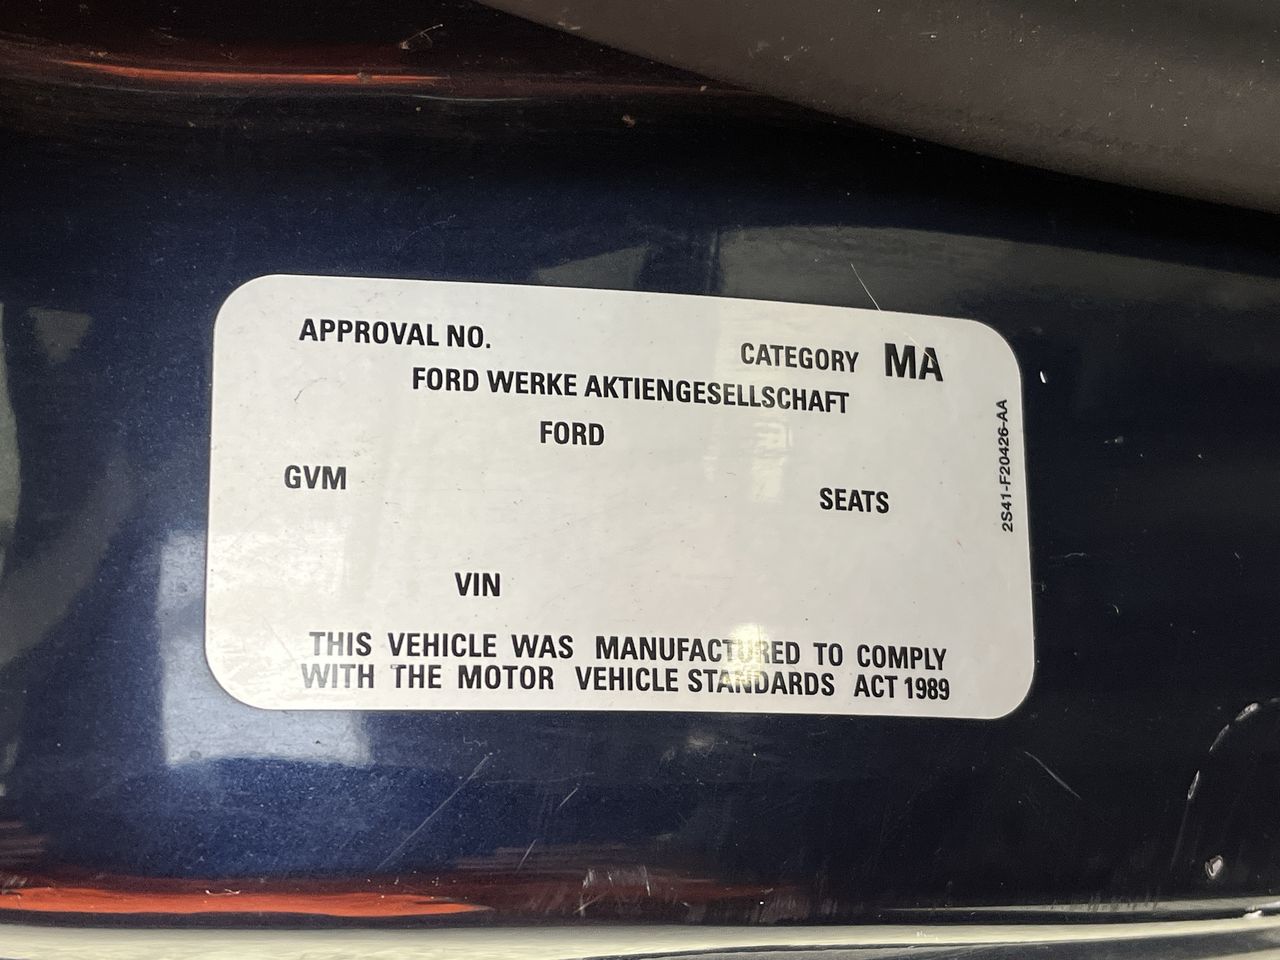 APPROVAL NO.
CATEGORY MA
FORD WERKE AKTIENGESELLSCHAFT
FORD
GVM
SEATS
2S41-F20426-AA
VIN
THIS VEHICLE WAS MANUFACTURED TO COMPLY
WITH THE MOTOR VEHICLE STANDARDS ACT 1989